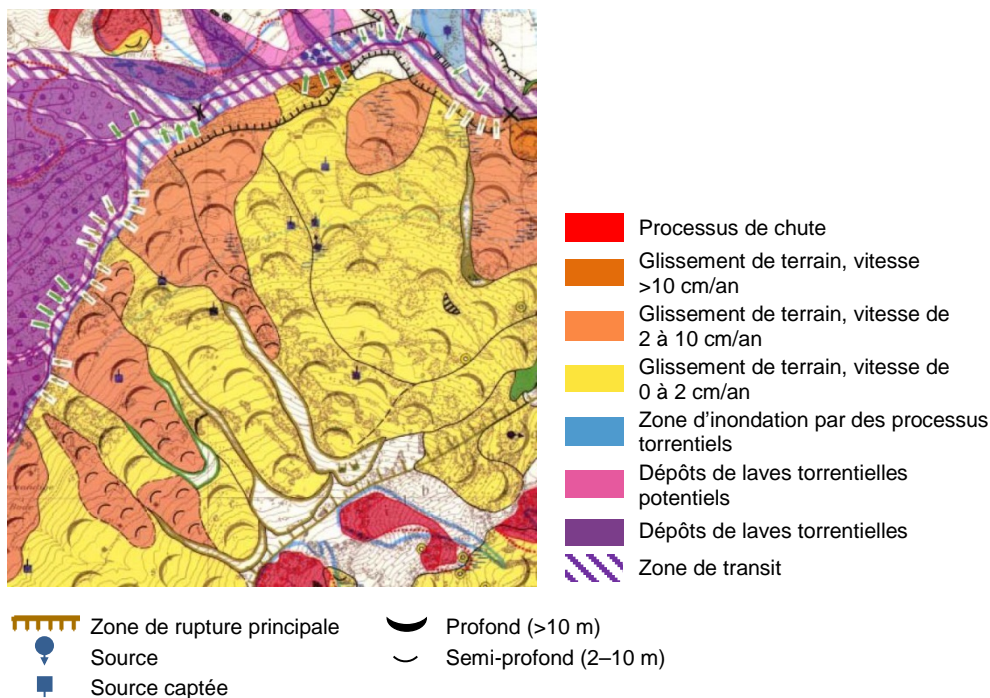 Processus de chute
Glissement de terrain, vitesse
>10 cm/an
Glissement de terrain, vitesse de
2 à 10 cm/an
Glissement de terrain, vitesse de
0 à 2 cm/an
Zone d'inondation par des processus
torrentiels
Dépôts de laves torrentielles
potentiels
Dépôts de laves torrentielles
Zone de transit
Zone de rupture principale
Source
Source captée
Profond (>10 m)
Semi-profond (2–10 m)